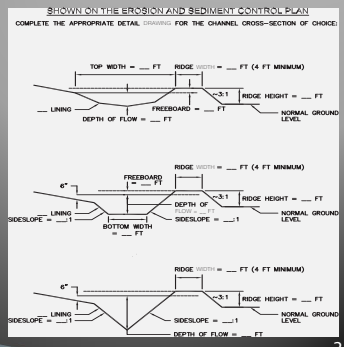 SHOWN ON THE EROSION AND SEDIMENT CONTROL PLAN
COMPLETE THE APPROPRIATE DETAIL DRAWING FOR THE CHANNEL CROSS-SECTION OF CHOICE:
TOP WIDTH = __ FT
RIDGE WIDTH = __ FT (4 FT MINIMUM)
~3:1
RIDGE HEIGHT = __ FT
__ LINING
FREEBOARD = __ FT
DEPTH OF FLOW = __ FT
NORMAL GROUND
LEVEL
RIDGE WIDTH = __ FT (4 FT MINIMUM)
FREEBOARD
= __ FT
6"
~3:1
RIDGE HEIGHT = __ FT
DEPTH OF
FLOW = __ FT
__ LINING
SIDESLOPE = __:1
SIDESLOPE = __:1
NORMAL GROUND
LEVEL
BOTTOM WIDTH
= __ FT
RIDGE WIDTH = __ FT (4 FT MINIMUM)
6"
~3:1
RIDGE HEIGHT = __ FT
__ LINING
SIDESLOPE = __:1
SIDESLOPE = __:1
NORMAL GROUND
LEVEL
DEPTH OF FLOW = __ FT